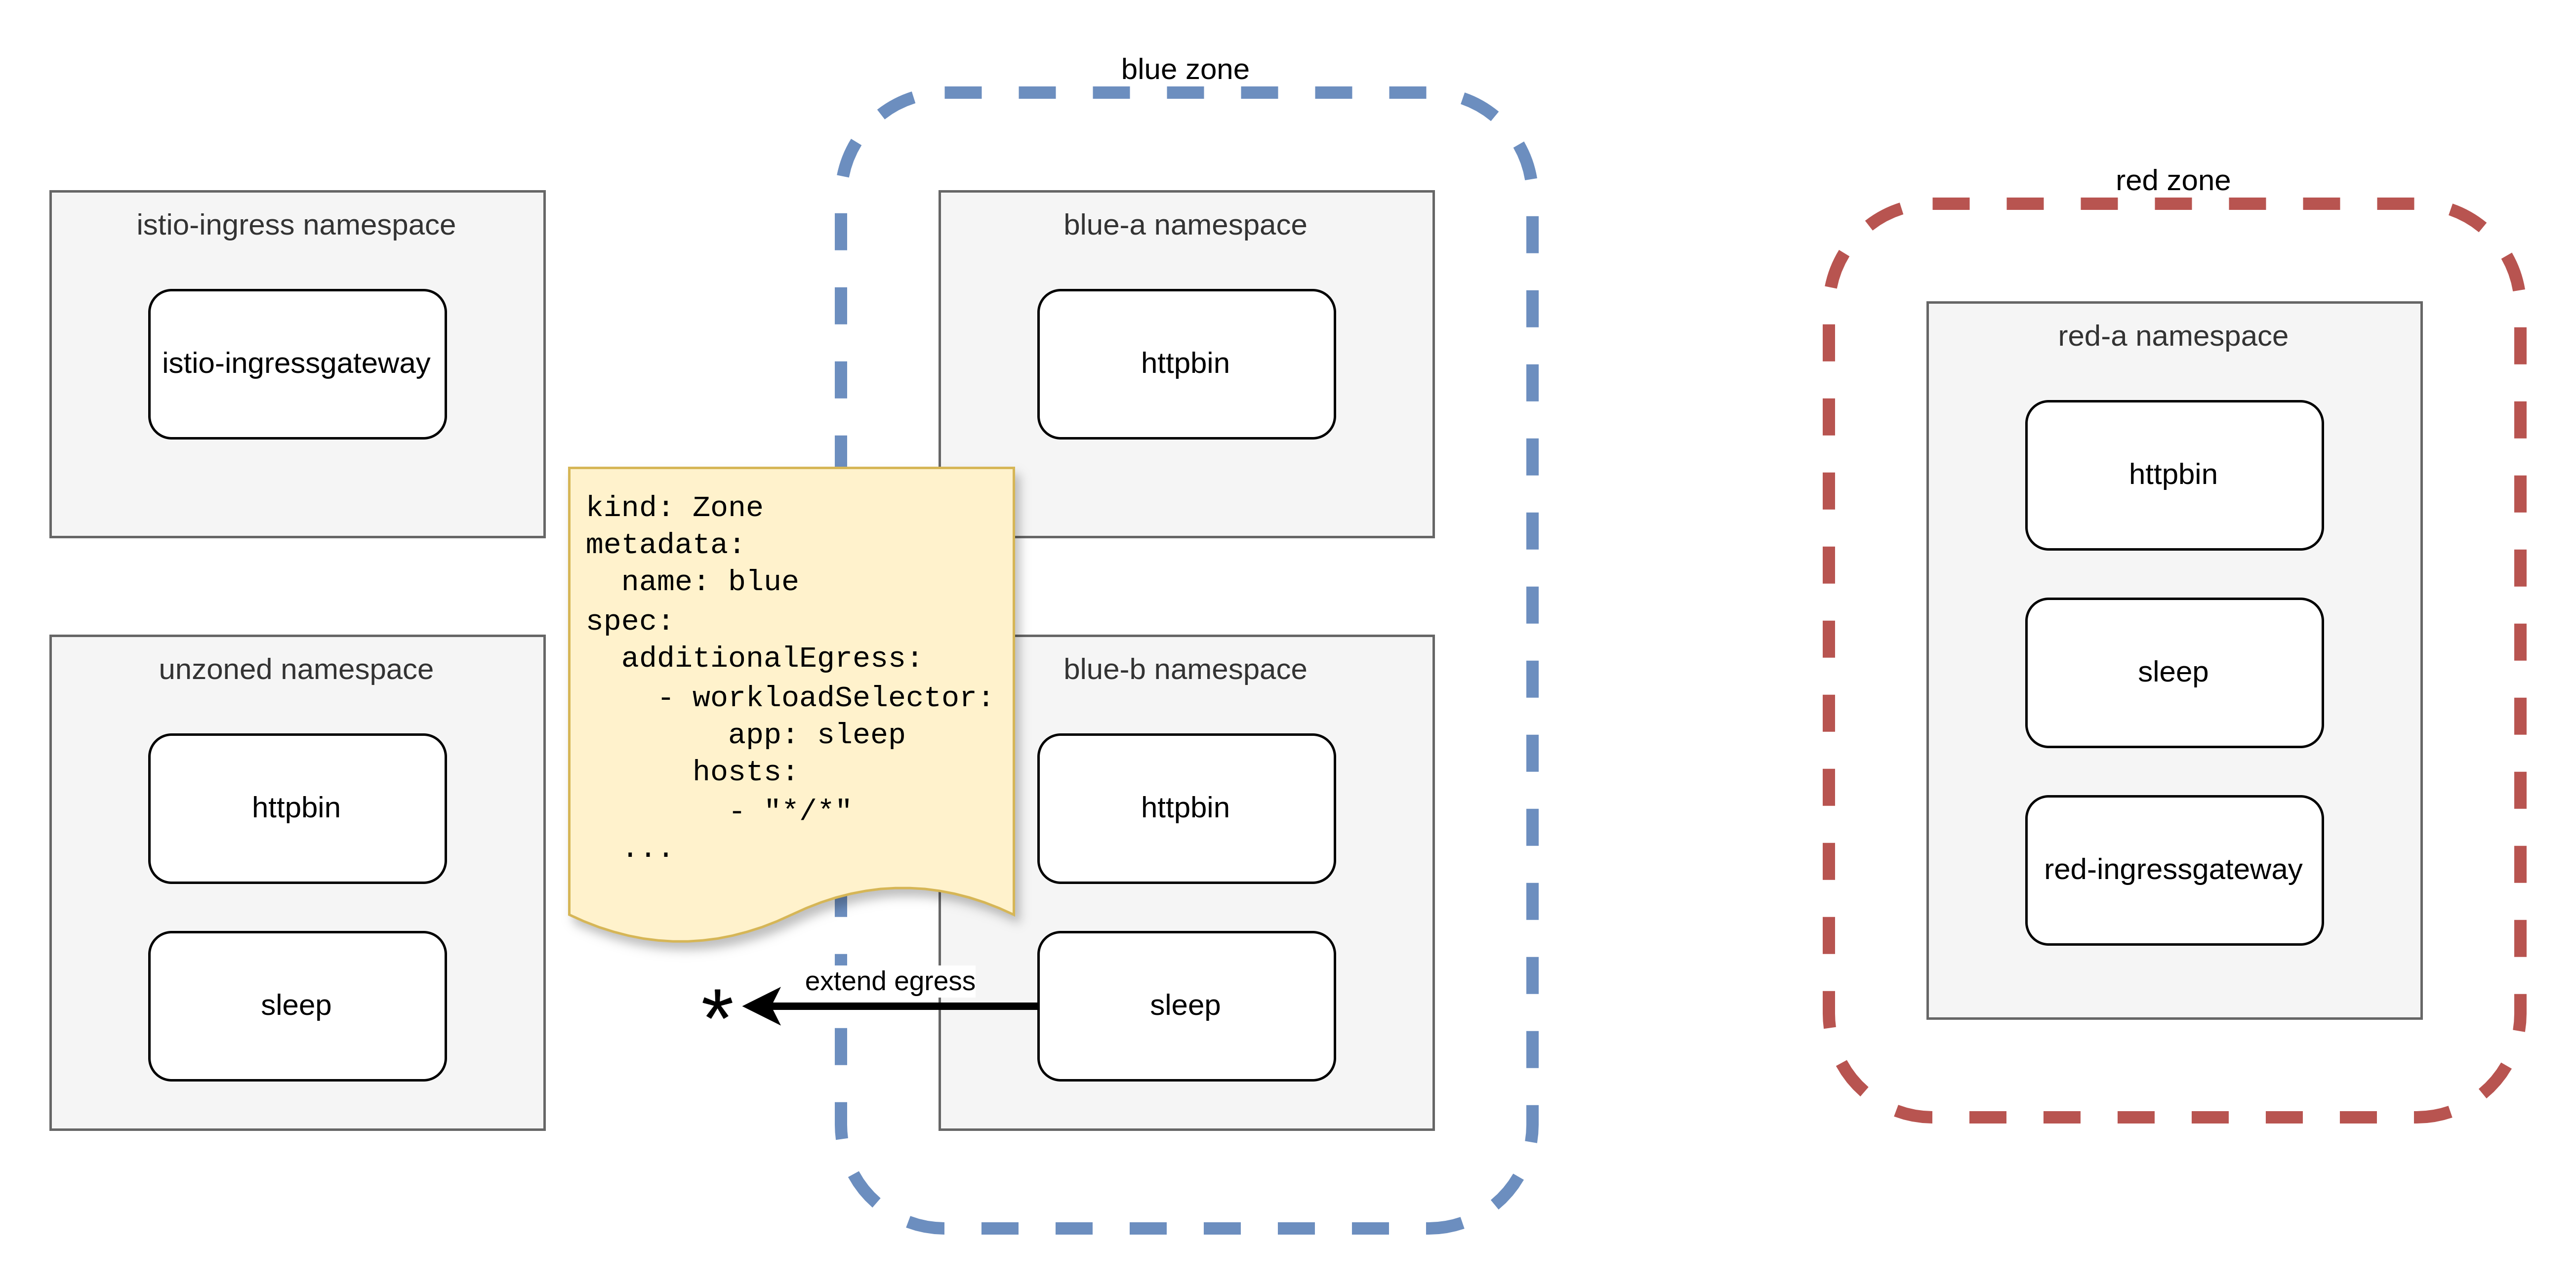 blue zone
red zone
istio-ingress namespace
istio-ingressgateway
blue-a namespace
httpbin
red-a namespace
httpbin
sleep
red-ingressgateway
kind: Zone
metadata:
  name: blue
spec:
  additionalEgress:
    - workloadSelector:
        app: sleep
      hosts:
        - "*/*"
  ...
unzoned namespace
httpbin
sleep
blue-b namespace
httpbin
sleep
extend egress
*